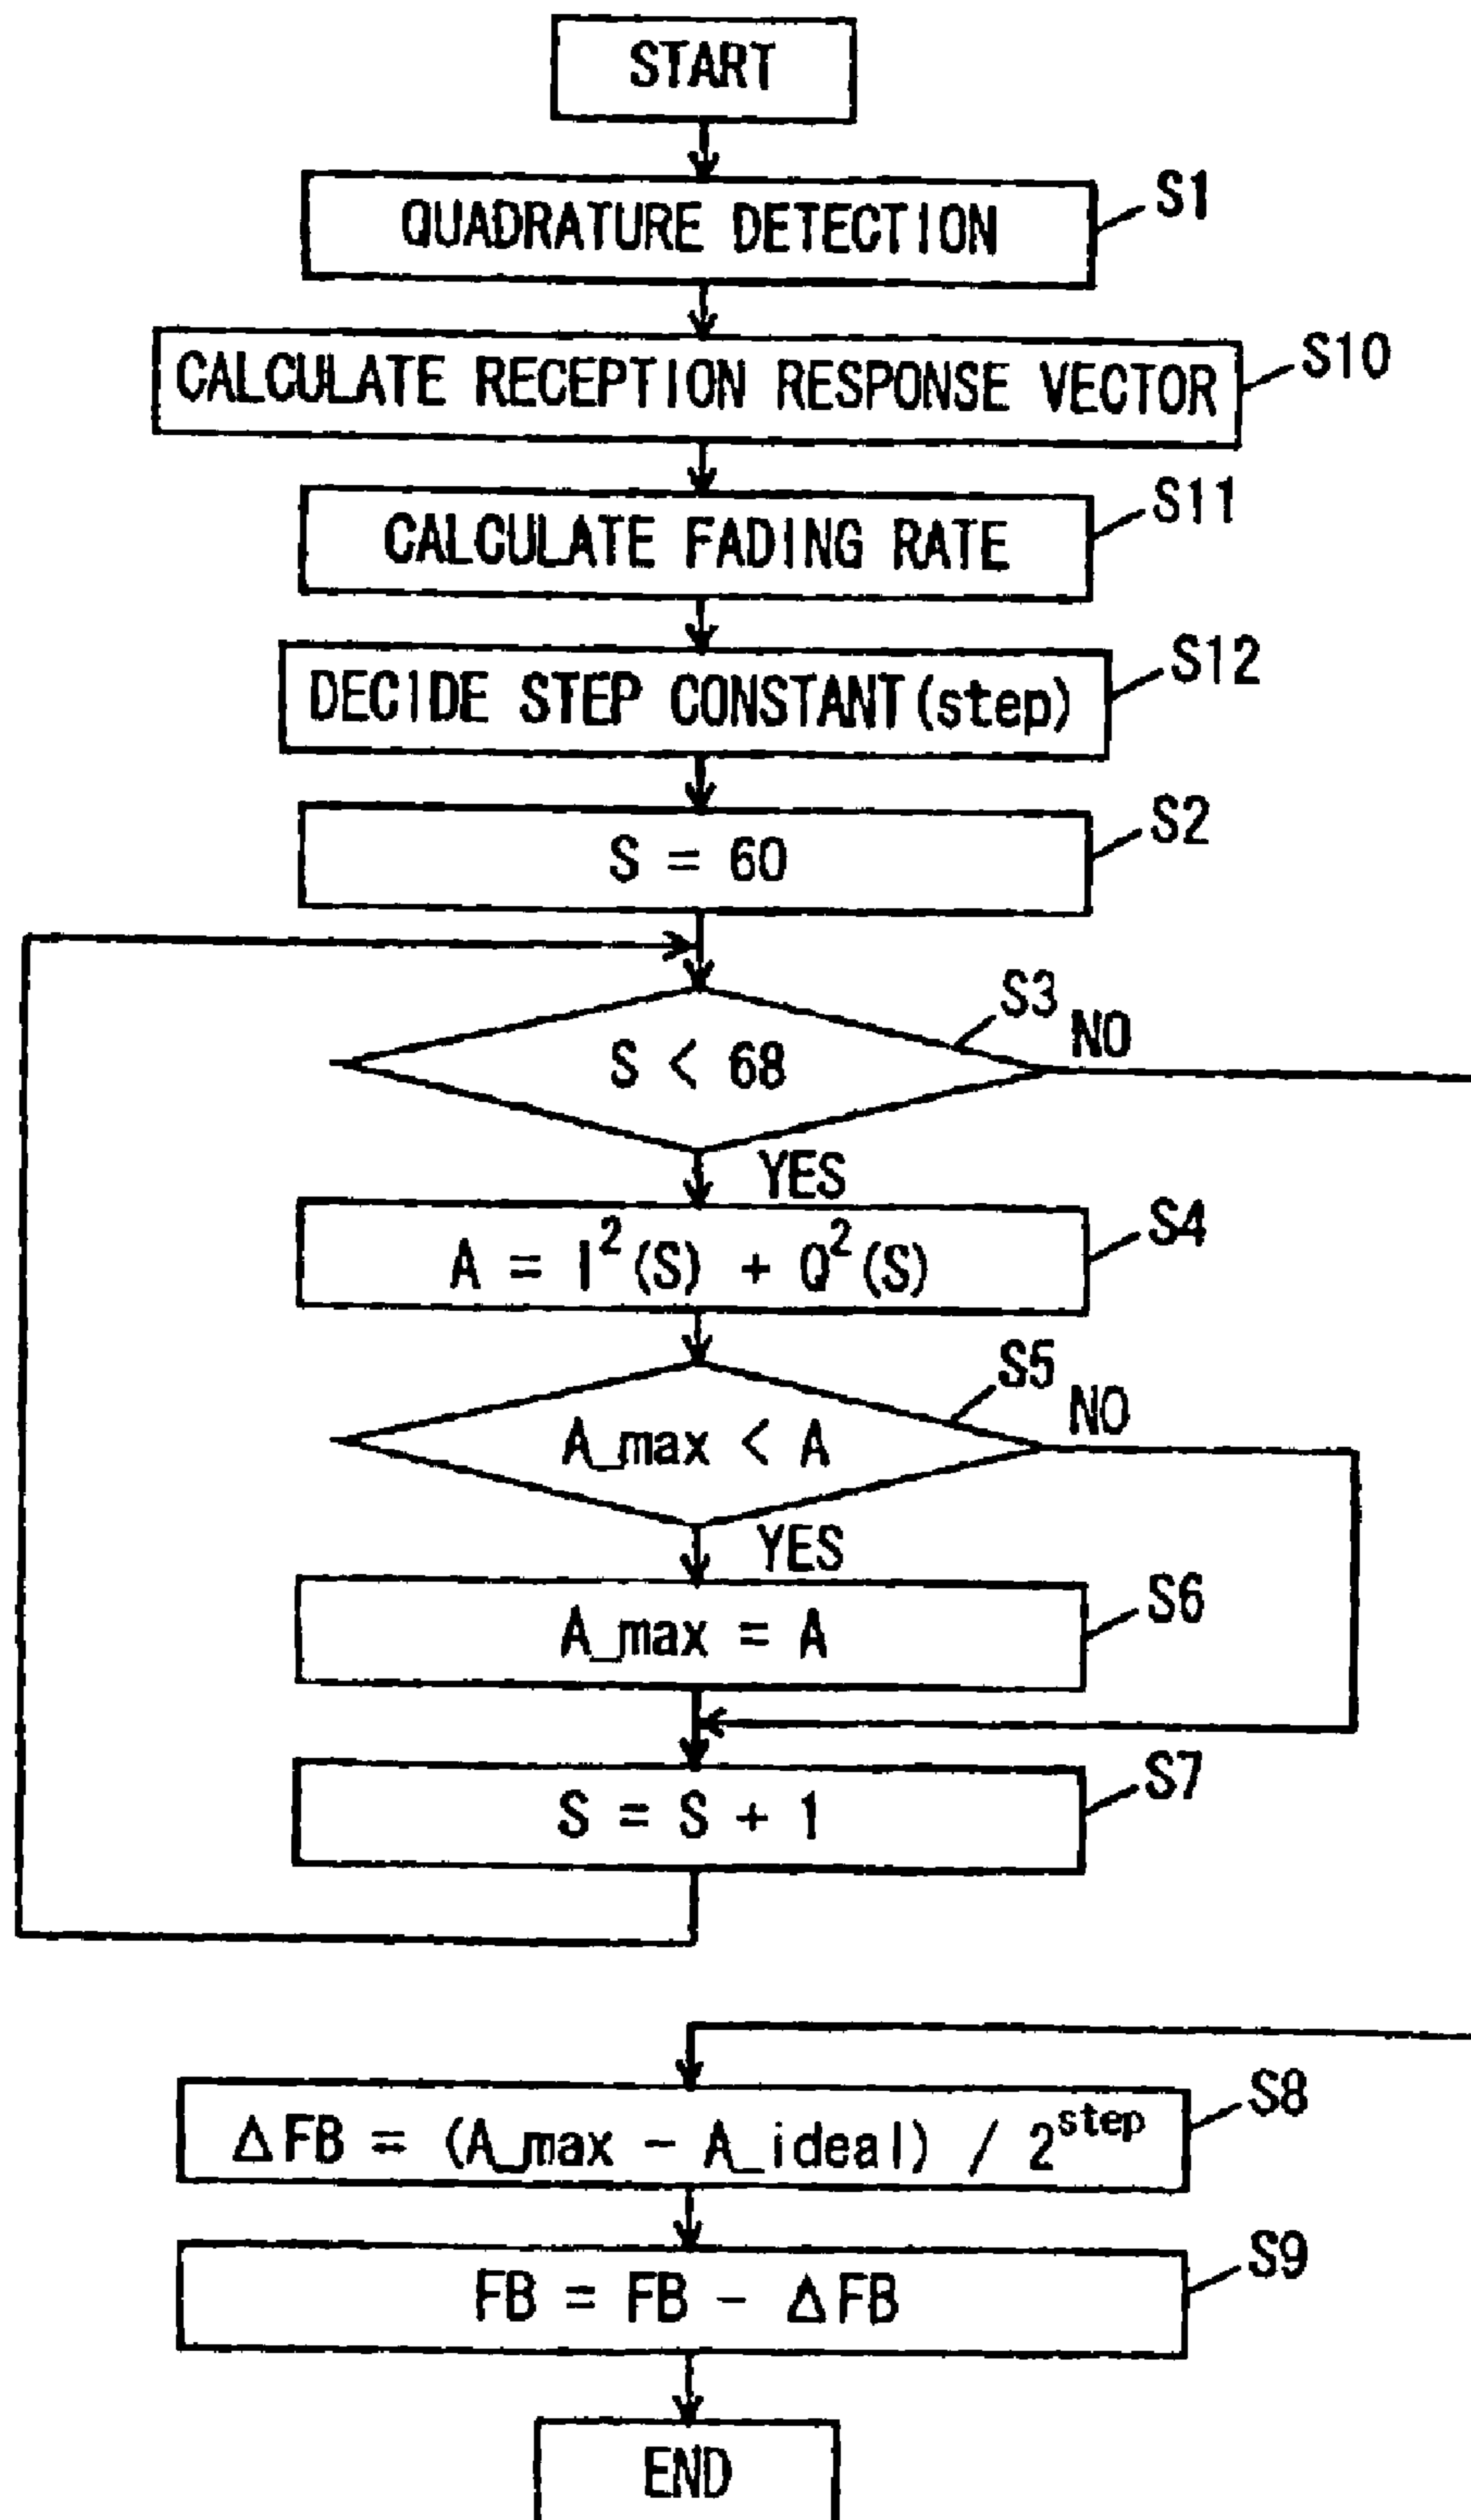 START
QUADRATURE DETECTION
S1
CALCULATE RECEPTION RESPONSE VECTOR
S10
CALCULATE FADING RATE
S11
DECIDE STEP CONSTANT(step)
S12
S = 60
S2
S < 68
S3
NO
YES
A = I²(S) + Q²(S)
S4
A_max < A
S5
NO
YES
A_max = A
S6
S = S + 1
S7
ΔFB = (A_max - A_ideal) / 2^step
S8
FB = FB - ΔFB
S9
END